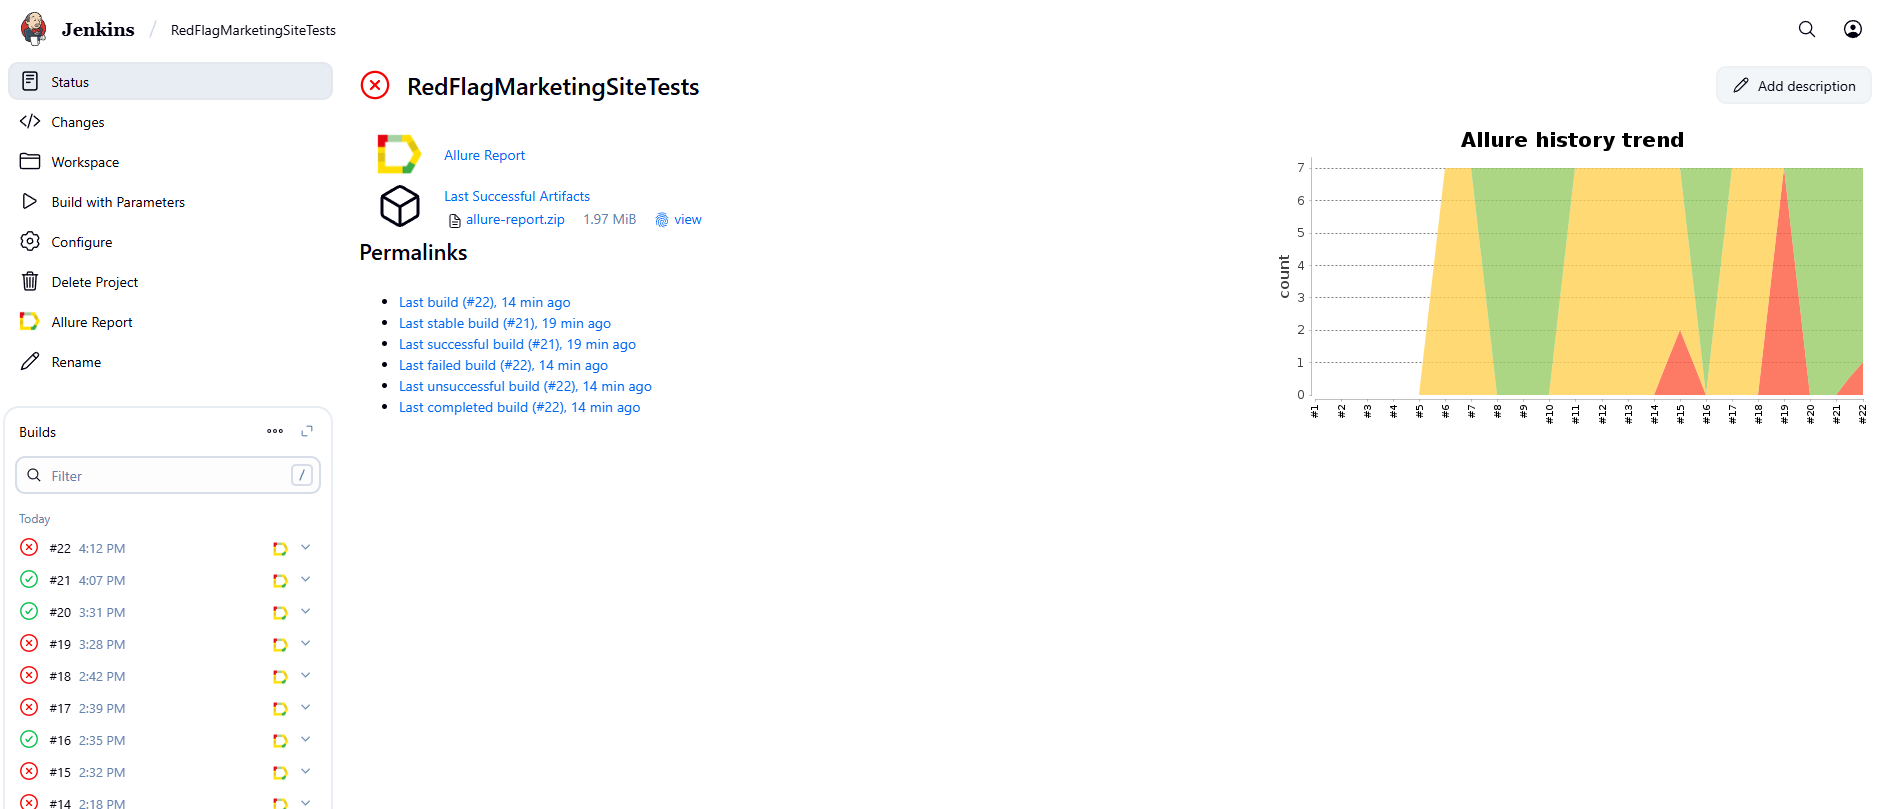 Jenkins / RedFlagMarketingSiteTests
Status
Changes
Workspace
Build with Parameters
Configure
Delete Project
Allure Report
Rename
Builds
Filter /
Today
#22 4:12 PM
#21 4:07 PM
#20 3:31 PM
#19 3:28 PM
#18 2:42 PM
#17 2:39 PM
#16 2:35 PM
#15 2:32 PM
#14 2:18 PM
RedFlagMarketingSiteTests
Add description
Allure Report
Last Successful Artifacts
allure-report.zip 1.97 MiB view
Permalinks
Last build (#22), 14 min ago
Last stable build (#21), 19 min ago
Last successful build (#21), 19 min ago
Last failed build (#22), 14 min ago
Last unsuccessful build (#22), 14 min ago
Last completed build (#22), 14 min ago
Allure history trend
count
7
6
5
4
3
2
1
0
#1 #2 #3 #4 #5 #6 #7 #8 #9 #10 #11 #12 #13 #14 #15 #16 #17 #18 #19 #20 #21 #22